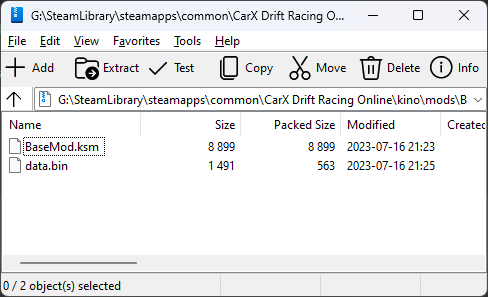 G:\SteamLibrary\steamapps\common\CarX Drift Racing O...
File Edit View Favorites Tools Help
Add Extract Test Copy Move Delete Info
G:\SteamLibrary\steamapps\common\CarX Drift Racing Online\kino\mods\B
Name Size Packed Size Modified Created
BaseMod.ksm 8 899 8 899 2023-07-16 21:23
data.bin 1 491 563 2023-07-16 21:25
0 / 2 object(s) selected